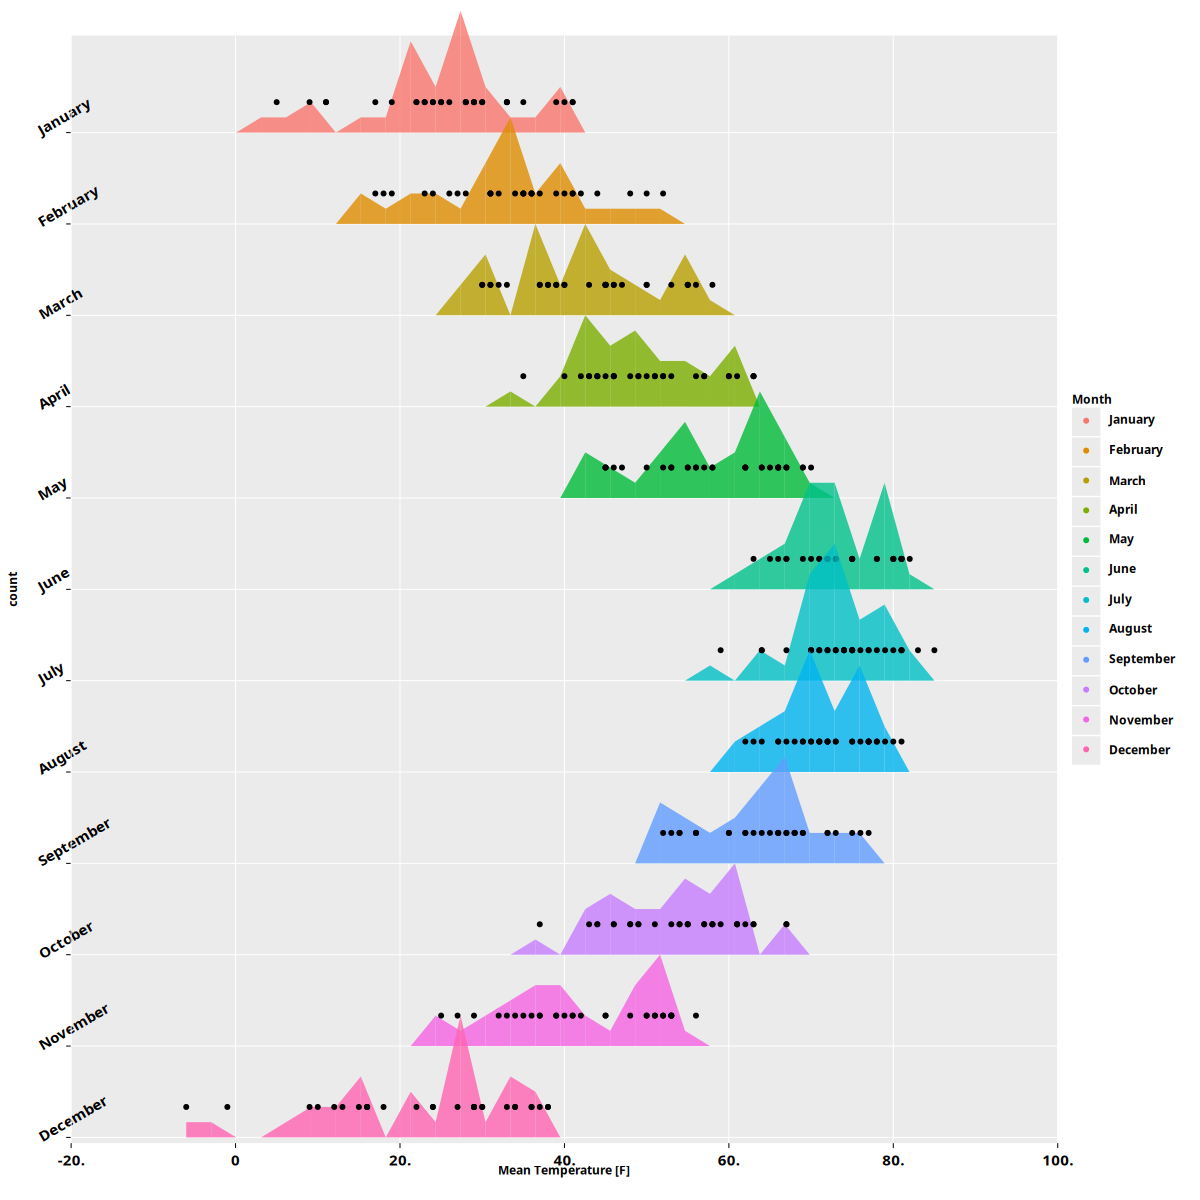 January
February
March
April
May
June
July
August
September
October
November
December
count
-20.
0
20.
40.
60.
80.
100.
Mean Temperature [F]
Month
January
February
March
April
May
June
July
August
September
October
November
December